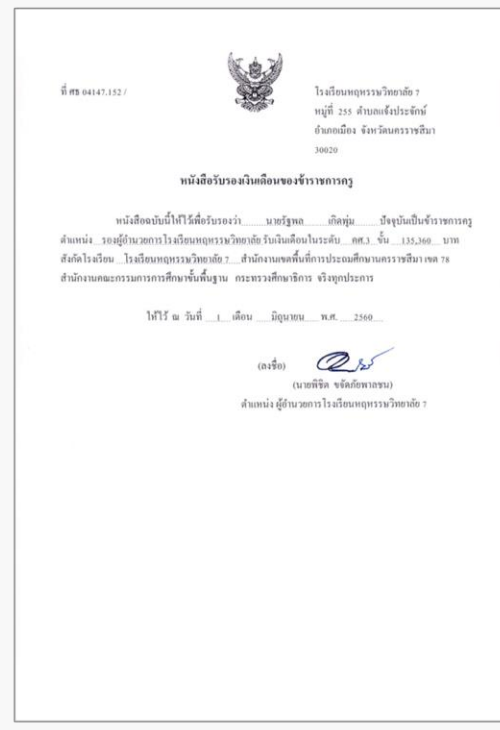 ที่ ศธ 04147.152 /
โรงเรียนหฤหรรษวิทยาลัย 7
หมู่ที่ 255 ตำบลแจ้งประจักษ์
อำเภอเมือง จังหวัดนครราชสีมา
30020
หนังสือรับรองเงินเดือนของข้าราชการครู
หนังสือฉบับนี้ให้ไว้เพื่อรับรองว่า นายรัฐพล เกิดพุ่ม ปัจจุบันเป็นข้าราชการครู
ตำแหน่ง รองผู้อำนวยการโรงเรียนหฤหรรษวิทยาลัย รับเงินเดือนในระดับ คศ.3 ขั้น 135,360 บาท
สังกัดโรงเรียน โรงเรียนหฤหรรษวิทยาลัย 7 สำนักงานเขตพื้นที่การประถมศึกษานครราชสีมา เขต 78
สำนักงานคณะกรรมการการศึกษาขั้นพื้นฐาน กระทรวงศึกษาธิการ จริงทุกประการ
ให้ไว้ ณ วันที่ 1 เดือน มิถุนายน พ.ศ. 2560
(ลงชื่อ)
(นายพิชิต ขจัดภัยพาลชน)
ตำแหน่ง ผู้อำนวยการโรงเรียนหฤหรรษวิทยาลัย 7